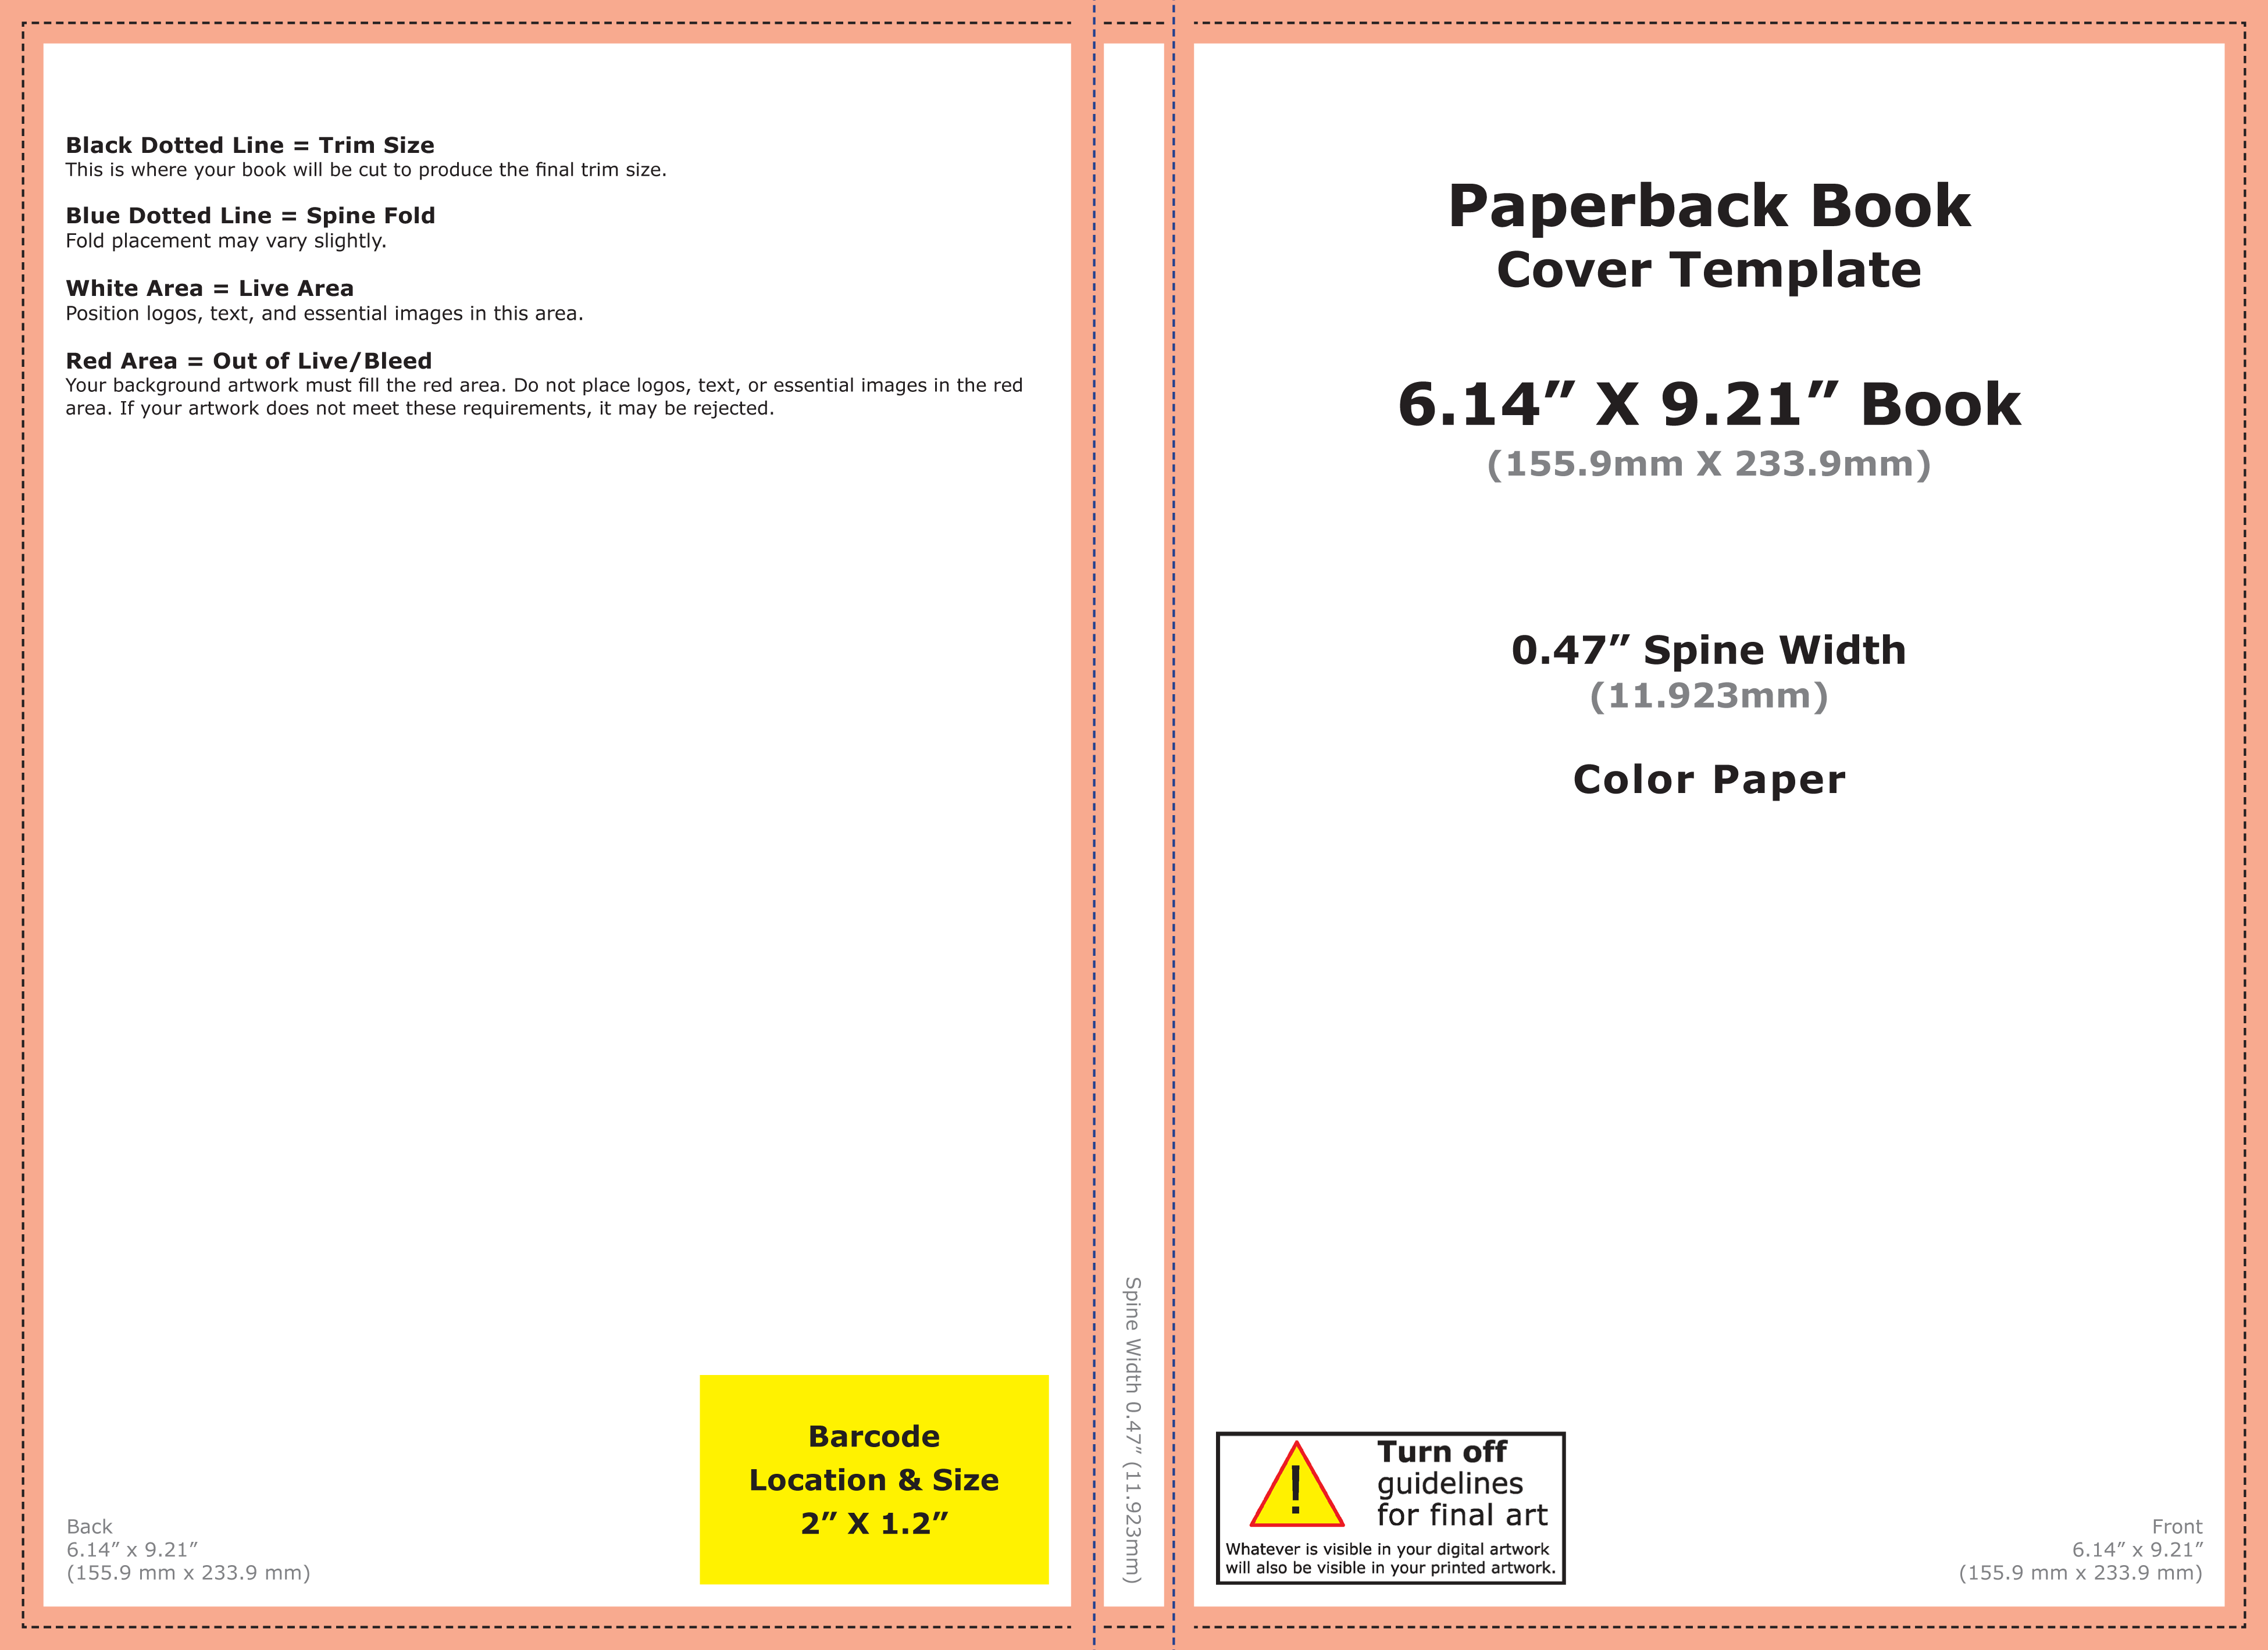 Black Dotted Line = Trim Size
This is where your book will be cut to produce the final trim size.
Blue Dotted Line = Spine Fold
Fold placement may vary slightly.
White Area = Live Area
Position logos, text, and essential images in this area.
Red Area = Out of Live/Bleed
Your background artwork must fill the red area. Do not place logos, text, or essential images in the red
area. If your artwork does not meet these requirements, it may be rejected.
Barcode
Location & Size
2″ X 1.2″
Back
6.14″ x 9.21″
(155.9 mm x 233.9 mm)
Spine Width 0.47″ (11.923mm)
Paperback Book
Cover Template
6.14″ X 9.21″ Book
(155.9mm X 233.9mm)
0.47″ Spine Width
(11.923mm)
Color Paper
!
Turn off
guidelines
for final art
Whatever is visible in your digital artwork
will also be visible in your printed artwork.
Front
6.14″ x 9.21″
(155.9 mm x 233.9 mm)